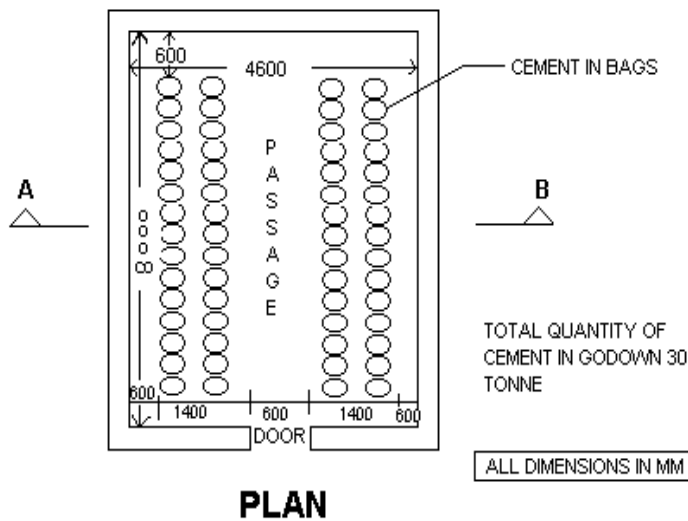 600
4600
CEMENT IN BAGS
PASSAGE
A
B
8000
TOTAL QUANTITY OF
CEMENT IN GODOWN 30
TONNE
600
1400
600
1400
600
DOOR
ALL DIMENSIONS IN MM
PLAN